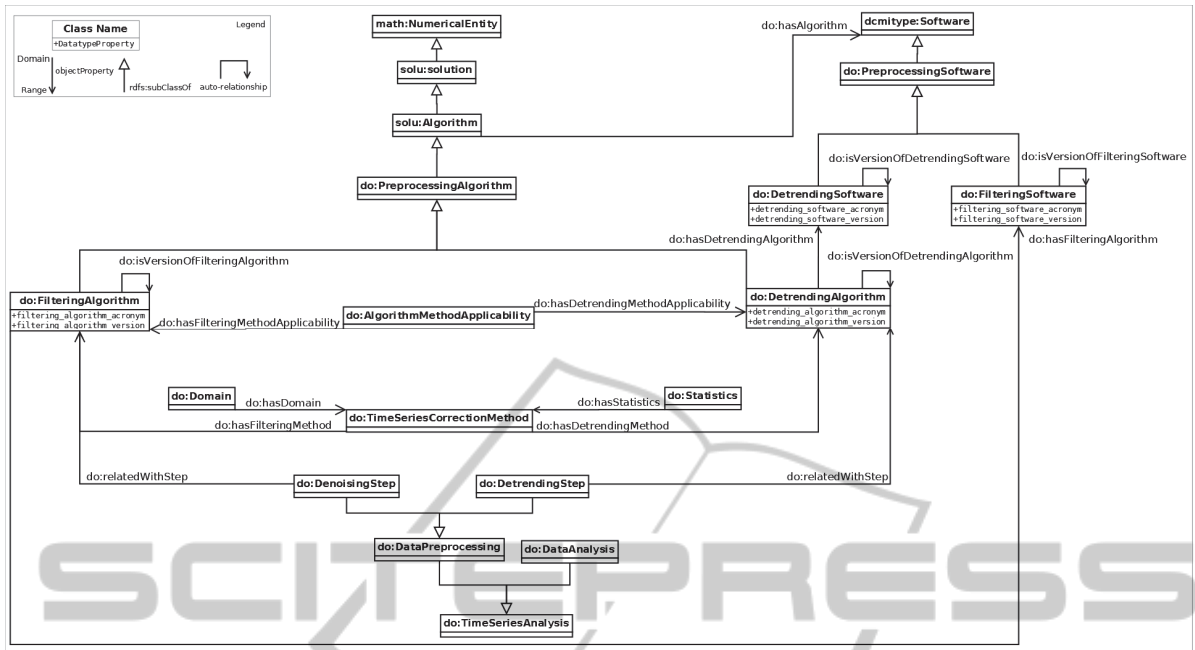 Class Name
Legend
+DatatypeProperty
Domain
objectProperty
Range
rdfs:subClassOf
auto-relationship
math:NumericalEntity
solu:solution
solu:Algorithm
do:PreprocessingAlgorithm
do:hasAlgorithm
dcmitype:Software
do:PreprocessingSoftware
do:isVersionOfDetrendingSoftware
do:isVersionOfFilteringSoftware
do:DetrendingSoftware
+detrending_software_acronym
+detrending_software_version
do:FilteringSoftware
+filtering_software_acronym
+filtering_software_version
do:hasDetrendingAlgorithm
do:hasFilteringAlgorithm
do:isVersionOfFilteringAlgorithm
do:isVersionOfDetrendingAlgorithm
do:FilteringAlgorithm
+filtering_algorithm_acronym
+filtering_algorithm_version
do:hasFilteringMethodApplicability
do:AlgorithmMethodApplicability
do:hasDetrendingMethodApplicability
do:DetrendingAlgorithm
+detrending_algorithm_acronym
+detrending_algorithm_version
do:Domain
do:hasDomain
do:hasStatistics
do:Statistics
do:TimeSeriesCorrectionMethod
do:hasFilteringMethod
do:hasDetrendingMethod
do:relatedWithStep
do:DenoisingStep
do:DetrendingStep
do:relatedWithStep
do:DataPreprocessing
do:DataAnalysis
do:TimeSeriesAnalysis
SCITEPRESS